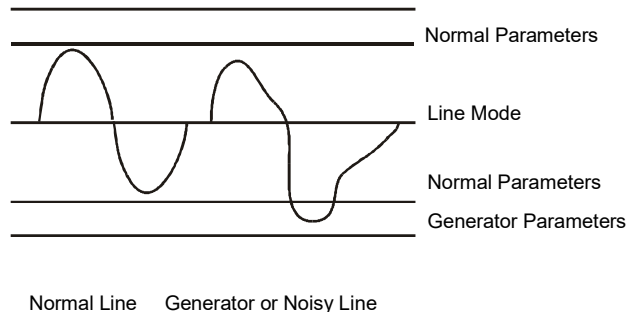 Normal Parameters
Line Mode
Normal Parameters
Generator Parameters
Normal Line
Generator or Noisy Line